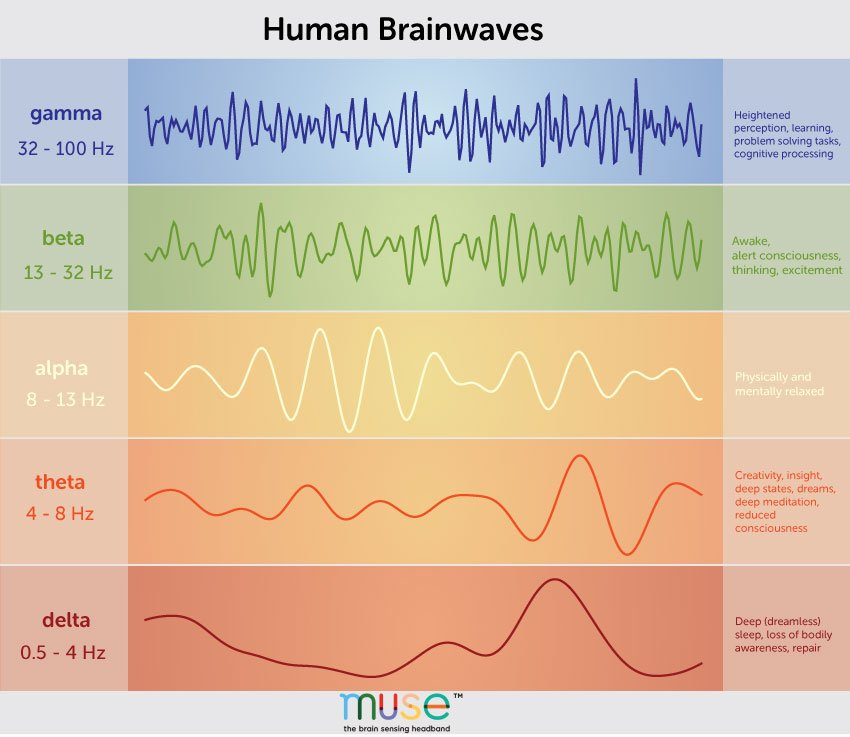 Human Brainwaves
gamma
32 - 100 Hz
Heightened
perception, learning,
problem solving tasks,
cognitive processing
beta
13 - 32 Hz
Awake,
alert consciousness,
thinking, excitement
alpha
8 - 13 Hz
Physically and
mentally relaxed
theta
4 - 8 Hz
Creativity, insight,
deep states, dreams,
deep meditation,
reduced
consciousness
delta
0.5 - 4 Hz
Deep (dreamless)
sleep, loss of bodily
awareness, repair
muse™
the brain sensing headband